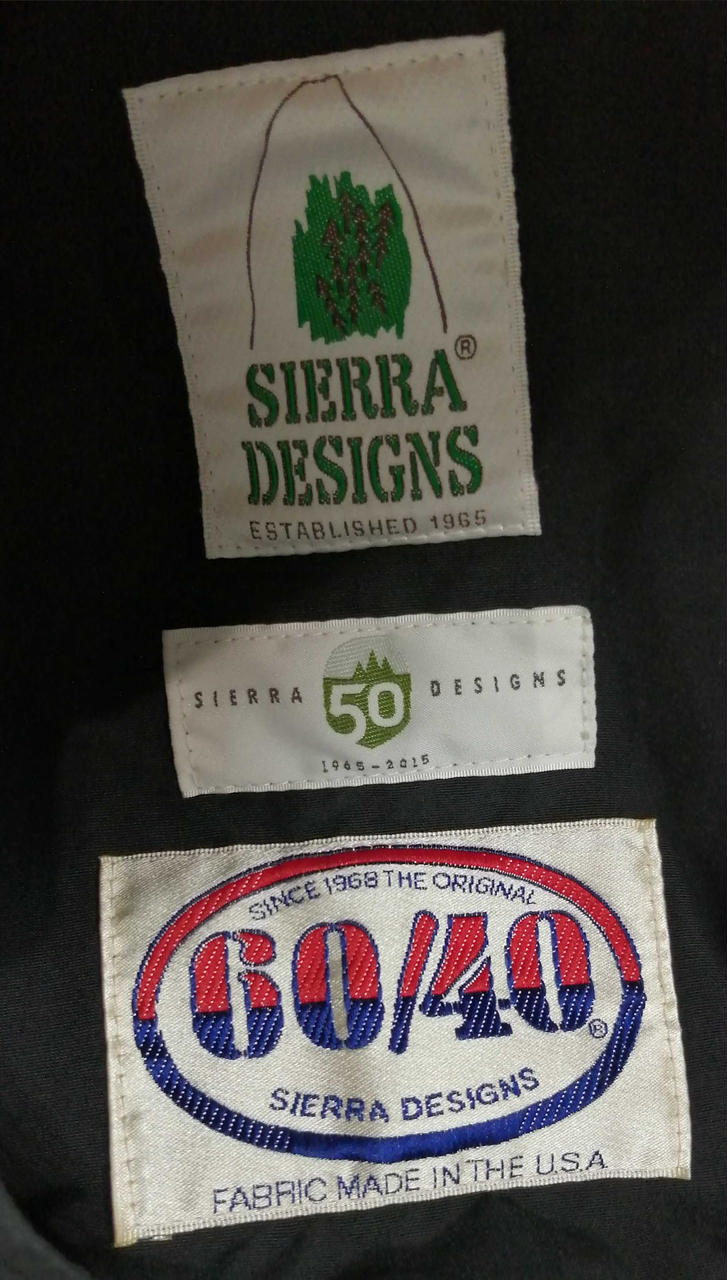 SIERRA®
DESIGNS
ESTABLISHED 1965
SIERRA 50 DESIGNS
1965-2015
SINCE 1968 THE ORIGINAL
60/40®
SIERRA DESIGNS
FABRIC MADE IN THE U.S.A